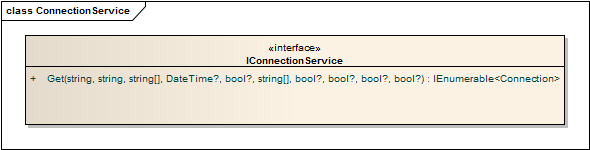 class ConnectionService
«interface»
IConnectionService
+ Get(string, string, string[], DateTime?, bool?, string[], bool?, bool?, bool?, bool?) : IEnumerable<Connection>